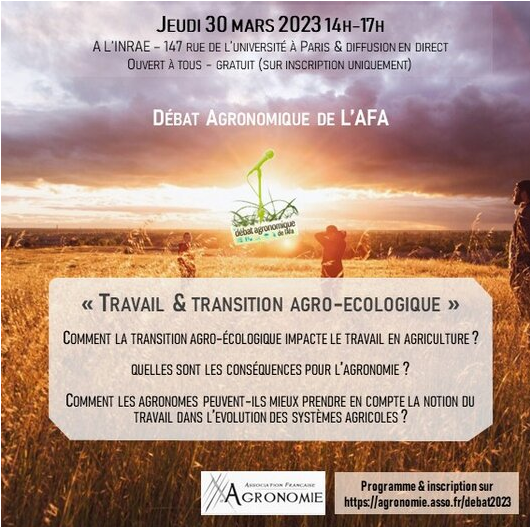 JEUDI 30 MARS 2023 14H-17H
A L'INRAE – 147 RUE DE L'UNIVERSITÉ À PARIS & DIFFUSION EN DIRECT
OUVERT À TOUS – GRATUIT (SUR INSCRIPTION UNIQUEMENT)
DÉBAT AGRONOMIQUE DE L'AFA
débat agronomique
de l'afa
« TRAVAIL & TRANSITION AGRO-ECOLOGIQUE »
COMMENT LA TRANSITION AGRO-ÉCOLOGIQUE IMPACTE LE TRAVAIL EN AGRICULTURE ?
QUELLES SONT LES CONSÉQUENCES POUR L'AGRONOMIE ?
COMMENT LES AGRONOMES PEUVENT-ILS MIEUX PRENDRE EN COMPTE LA NOTION DU
TRAVAIL DANS L'EVOLUTION DES SYSTÈMES AGRICOLES ?
ASSOCIATION FRANÇAISE
AGRONOMIE
Programme & inscription sur
https://agronomie.asso.fr/debat2023